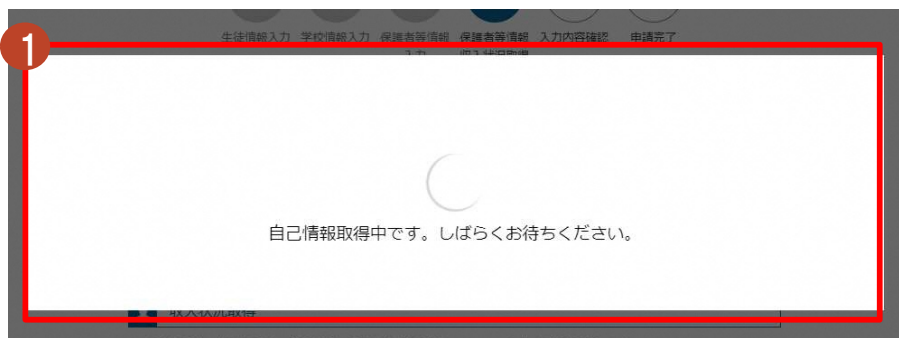 生徒情報入力 学校情報入力 保護者等情報 保護者等情報 入力内容確認 申請完了
入力 収入状況取得
1
自己情報取得中です。しばらくお待ちください。
収入状況取得